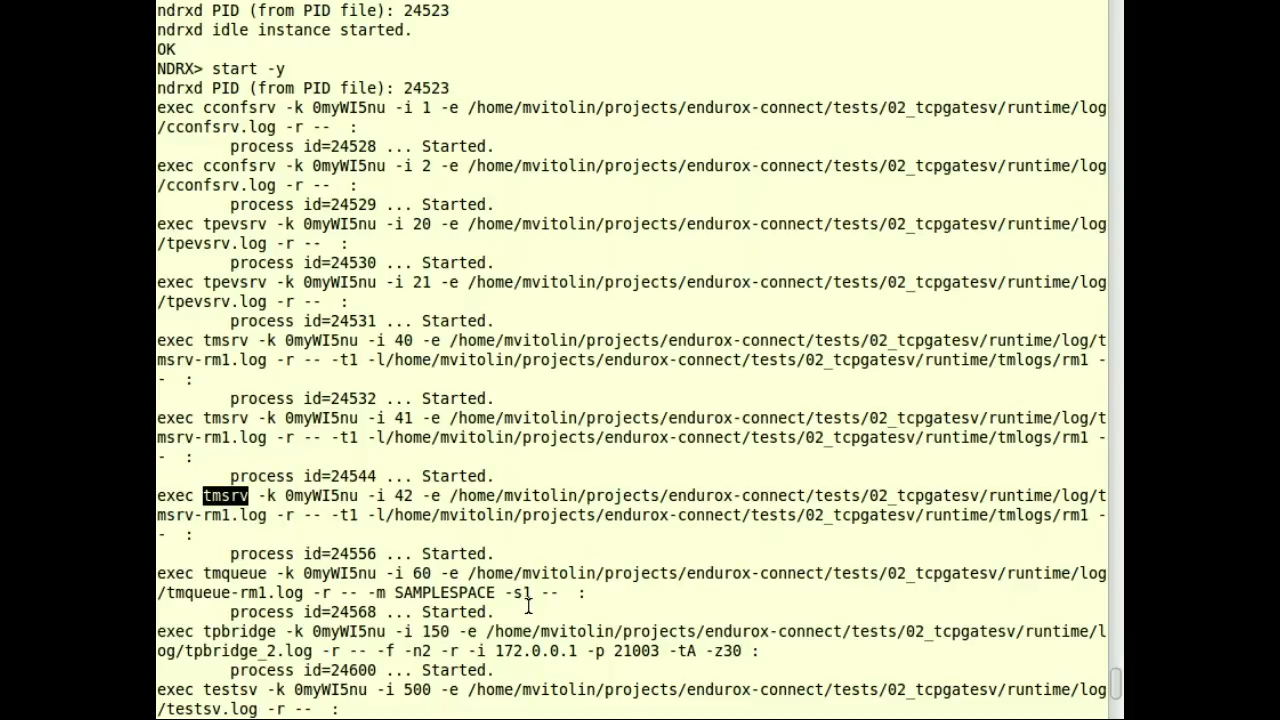 ndrxd PID (from PID file): 24523
ndrxd idle instance started.
OK
NDRX> start -y
ndrxd PID (from PID file): 24523
exec cconfsrv -k 0myWI5nu -i 1 -e /home/mvitolin/projects/endurox-connect/tests/02_tcpgatesv/runtime/log
/cconfsrv.log -r --  :
process id=24528 ... Started.
exec cconfsrv -k 0myWI5nu -i 2 -e /home/mvitolin/projects/endurox-connect/tests/02_tcpgatesv/runtime/log
/cconfsrv.log -r --  :
process id=24529 ... Started.
exec tpevsrv -k 0myWI5nu -i 20 -e /home/mvitolin/projects/endurox-connect/tests/02_tcpgatesv/runtime/log
/tpevsrv.log -r --  :
process id=24530 ... Started.
exec tpevsrv -k 0myWI5nu -i 21 -e /home/mvitolin/projects/endurox-connect/tests/02_tcpgatesv/runtime/log
/tpevsrv.log -r --  :
process id=24531 ... Started.
exec tmsrv -k 0myWI5nu -i 40 -e /home/mvitolin/projects/endurox-connect/tests/02_tcpgatesv/runtime/log/t
msrv-rm1.log -r -- -t1 -l/home/mvitolin/projects/endurox-connect/tests/02_tcpgatesv/runtime/tmlogs/rm1 -
-  :
process id=24532 ... Started.
exec tmsrv -k 0myWI5nu -i 41 -e /home/mvitolin/projects/endurox-connect/tests/02_tcpgatesv/runtime/log/t
msrv-rm1.log -r -- -t1 -l/home/mvitolin/projects/endurox-connect/tests/02_tcpgatesv/runtime/tmlogs/rm1 -
-  :
process id=24544 ... Started.
exec tmsrv -k 0myWI5nu -i 42 -e /home/mvitolin/projects/endurox-connect/tests/02_tcpgatesv/runtime/log/t
msrv-rm1.log -r -- -t1 -l/home/mvitolin/projects/endurox-connect/tests/02_tcpgatesv/runtime/tmlogs/rm1 -
-  :
process id=24556 ... Started.
exec tmqueue -k 0myWI5nu -i 60 -e /home/mvitolin/projects/endurox-connect/tests/02_tcpgatesv/runtime/log
/tmqueue-rm1.log -r -- -m SAMPLESPACE -s1 --  :
process id=24568 ... Started.
exec tpbridge -k 0myWI5nu -i 150 -e /home/mvitolin/projects/endurox-connect/tests/02_tcpgatesv/runtime/l
og/tpbridge_2.log -r -- -f -n2 -r -i 172.0.0.1 -p 21003 -tA -z30 :
process id=24600 ... Started.
exec testsv -k 0myWI5nu -i 500 -e /home/mvitolin/projects/endurox-connect/tests/02_tcpgatesv/runtime/log
/testsv.log -r --  :